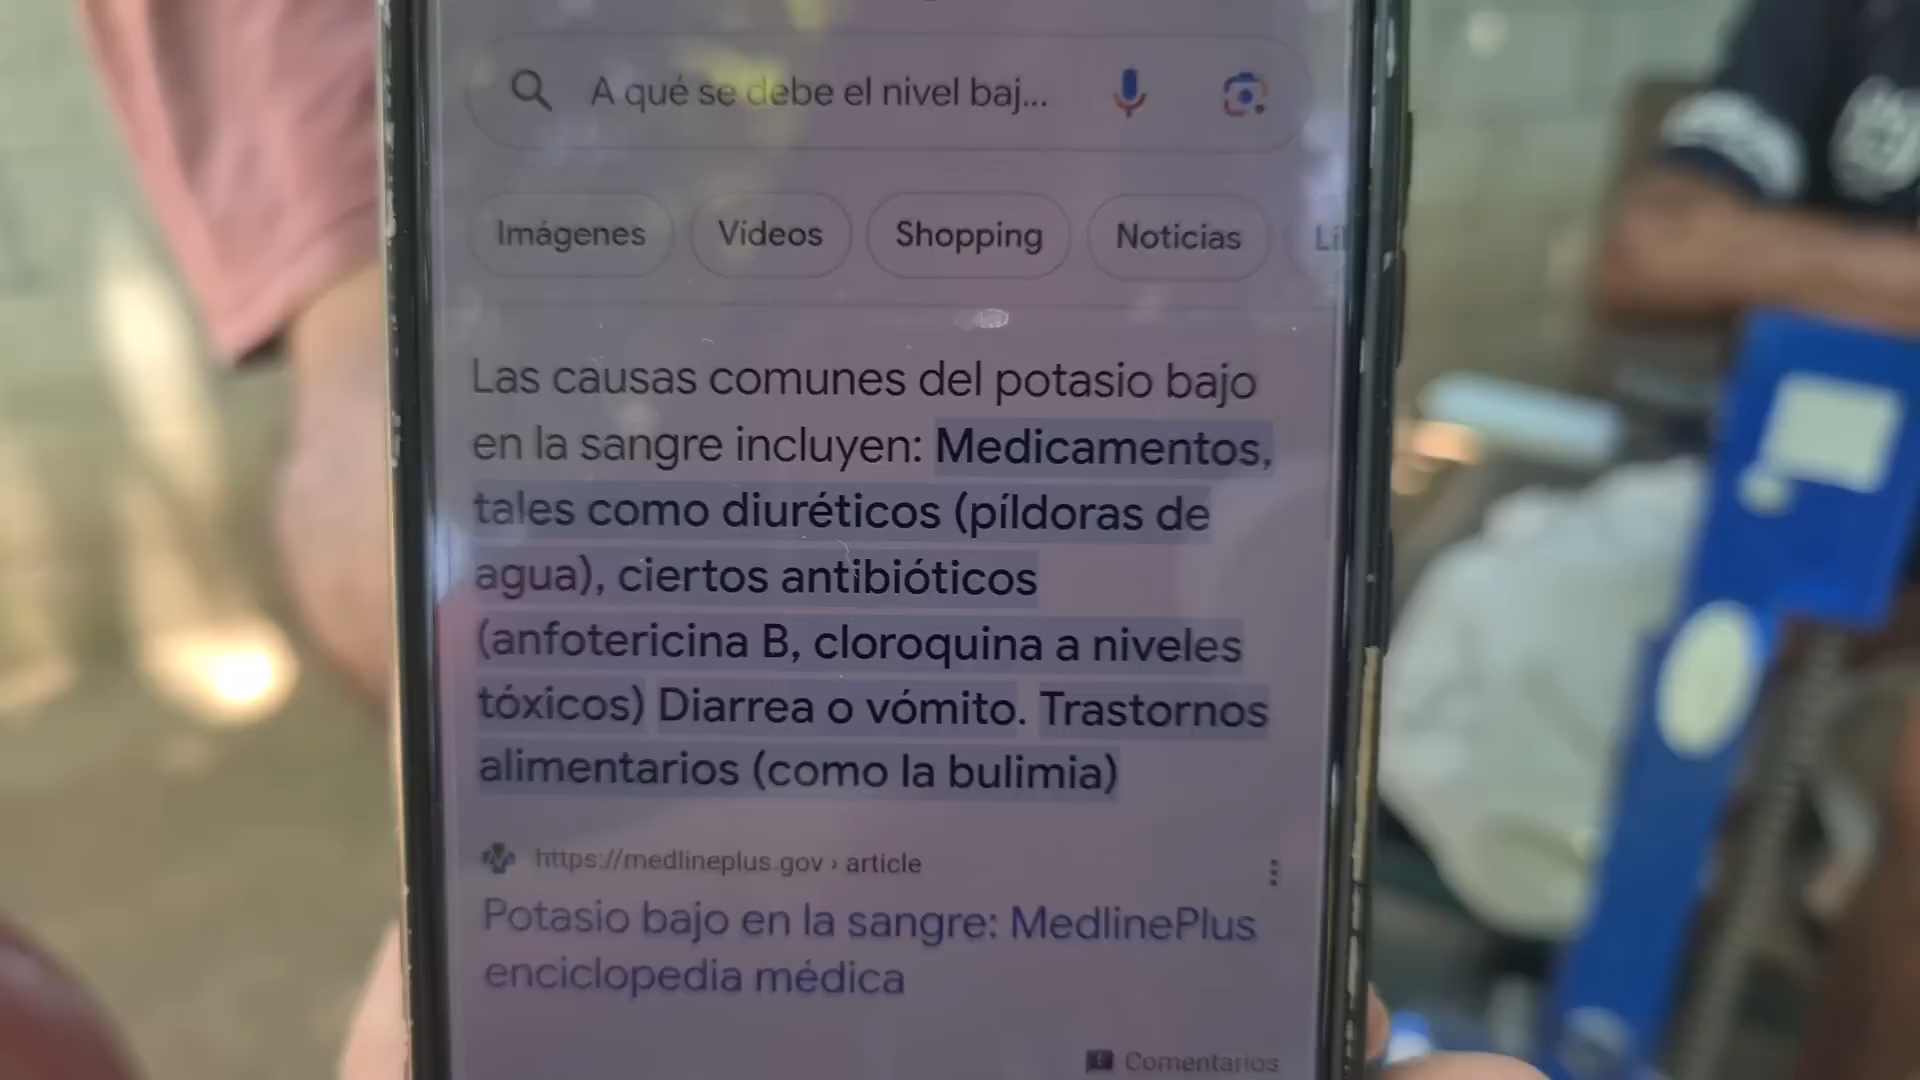 A qué se debe el nivel baj...
Imágenes Videos Shopping Noticias
Las causas comunes del potasio bajo
en la sangre incluyen: Medicamentos,
tales como diuréticos (píldoras de
agua), ciertos antibióticos
(anfotericina B, cloroquina a niveles
tóxicos) Diarrea o vómito. Trastornos
alimentarios (como la bulimia)
https://medlineplus.gov › article
Potasio bajo en la sangre: MedlinePlus
enciclopedia médica
Comentarios